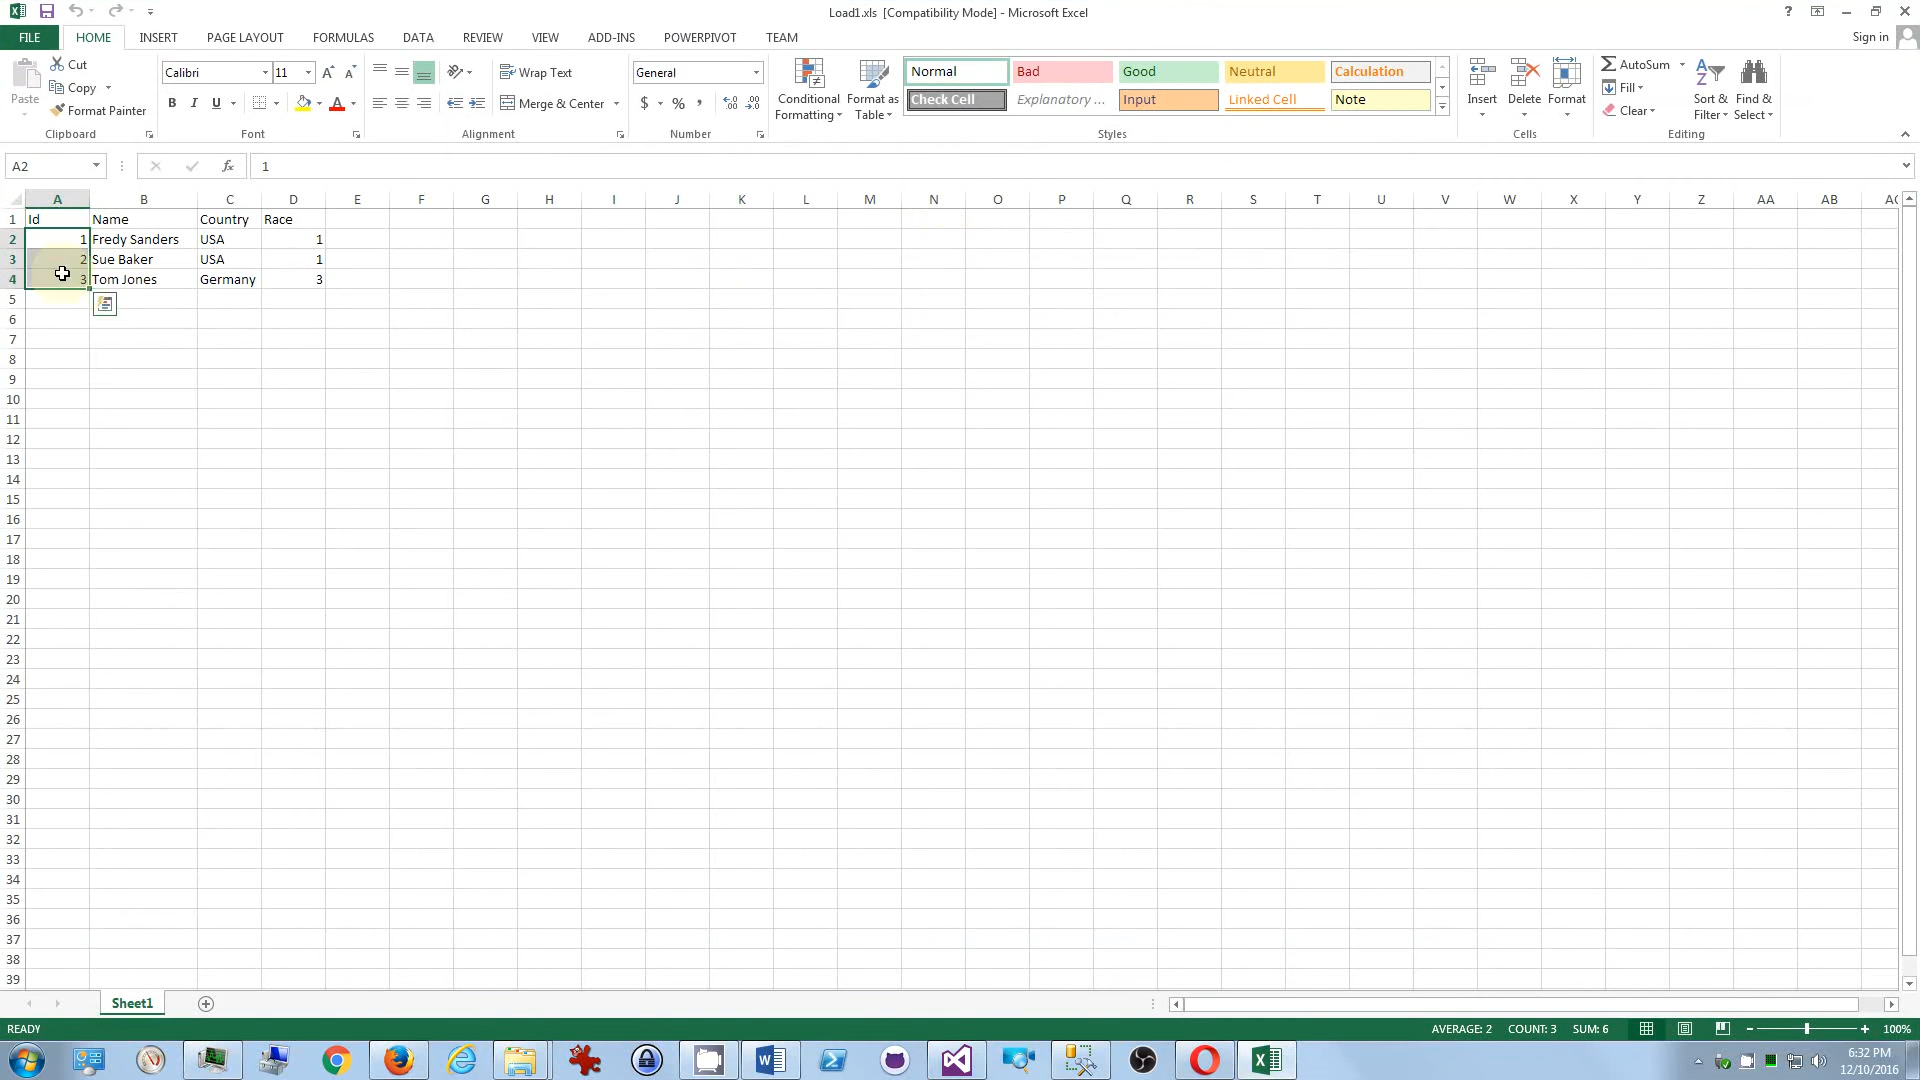 Load1.xls [Compatibility Mode] - Microsoft Excel
FILE HOME INSERT PAGE LAYOUT FORMULAS DATA REVIEW VIEW ADD-INS POWERPIVOT TEAM Sign in
Paste Cut Copy Format Painter Clipboard
Calibri 11 B I U Font
Wrap Text Merge & Center Alignment
General $ % Number
Conditional Formatting Format as Table
Normal Bad Good Neutral Calculation
Check Cell Explanatory ... Input Linked Cell Note
Styles
Insert Delete Format Cells
AutoSum Fill Clear Sort & Filter Find & Select Editing
A2 fx 1
A B C D E F G H I J K L M N O P Q R S T U V W X Y Z AA AB AC
1 Id Name Country Race
2 1 Fredy Sanders USA 1
3 2 Sue Baker USA 1
4 3 Tom Jones Germany 3
5
6
7
8
9
10
11
12
13
14
15
16
17
18
19
20
21
22
23
24
25
26
27
28
29
30
31
32
33
34
35
36
37
38
39
Sheet1
READY AVERAGE: 2 COUNT: 3 SUM: 6 100%
6:32 PM
12/10/2016